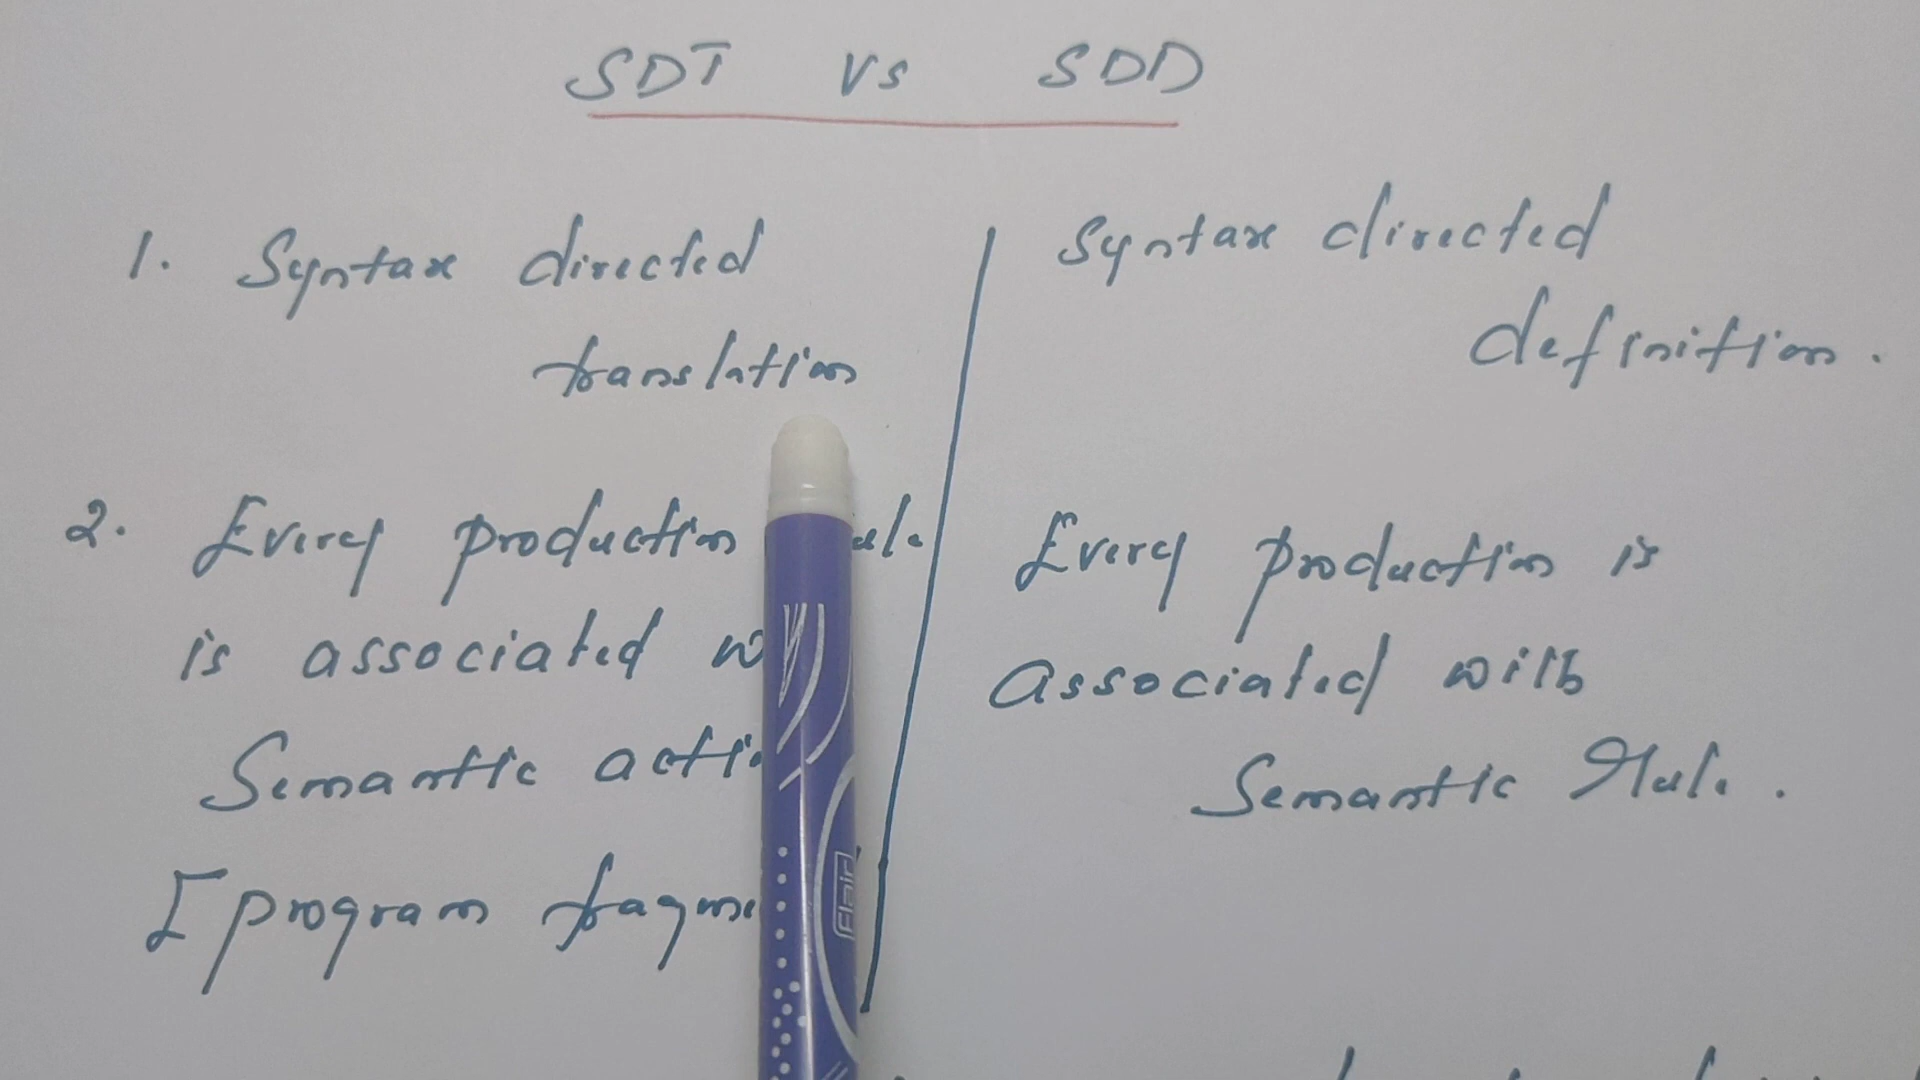 SDT Vs SDD
1. Syntax directed
translation
2. Every production
is associated
Semantic
[program
Syntax directed
definition.
Every production is
associated with
Semantic Rule.
Flair